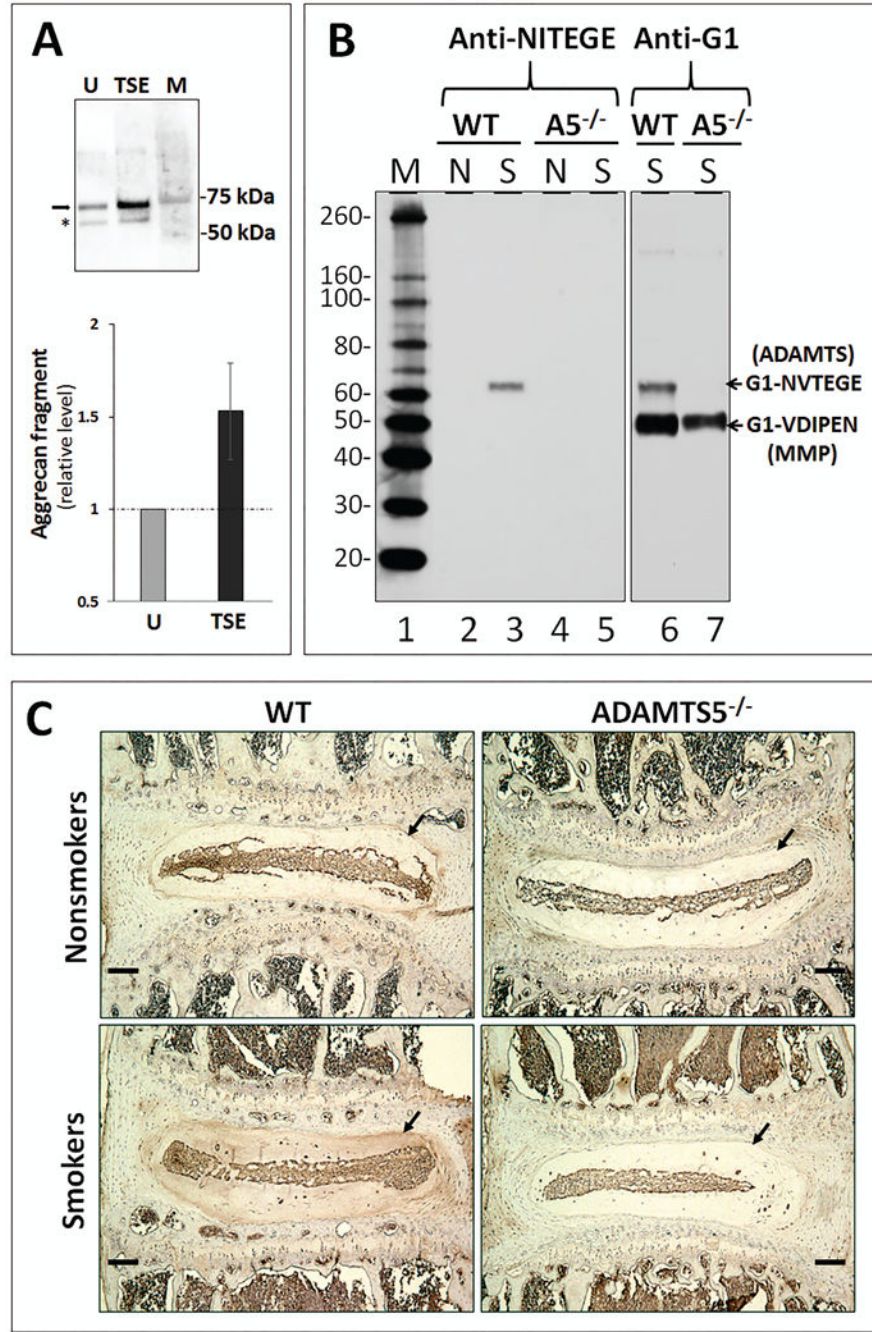 A
U TSE M
-75 kDa
*
-50 kDa
2
1.5
1
0.5
Aggrecan fragment
(relative level)
U TSE
B
Anti-NITEGE Anti-G1
WT A5-/- WT A5-/-
M N S N S S S
260-
160-
100-
80-
60-
50-
40-
30-
20-
(ADAMTS)
G1-NVTEGE
G1-VDIPEN
(MMP)
1 2 3 4 5 6 7
C
WT ADAMTS5-/-
Nonsmokers
Smokers